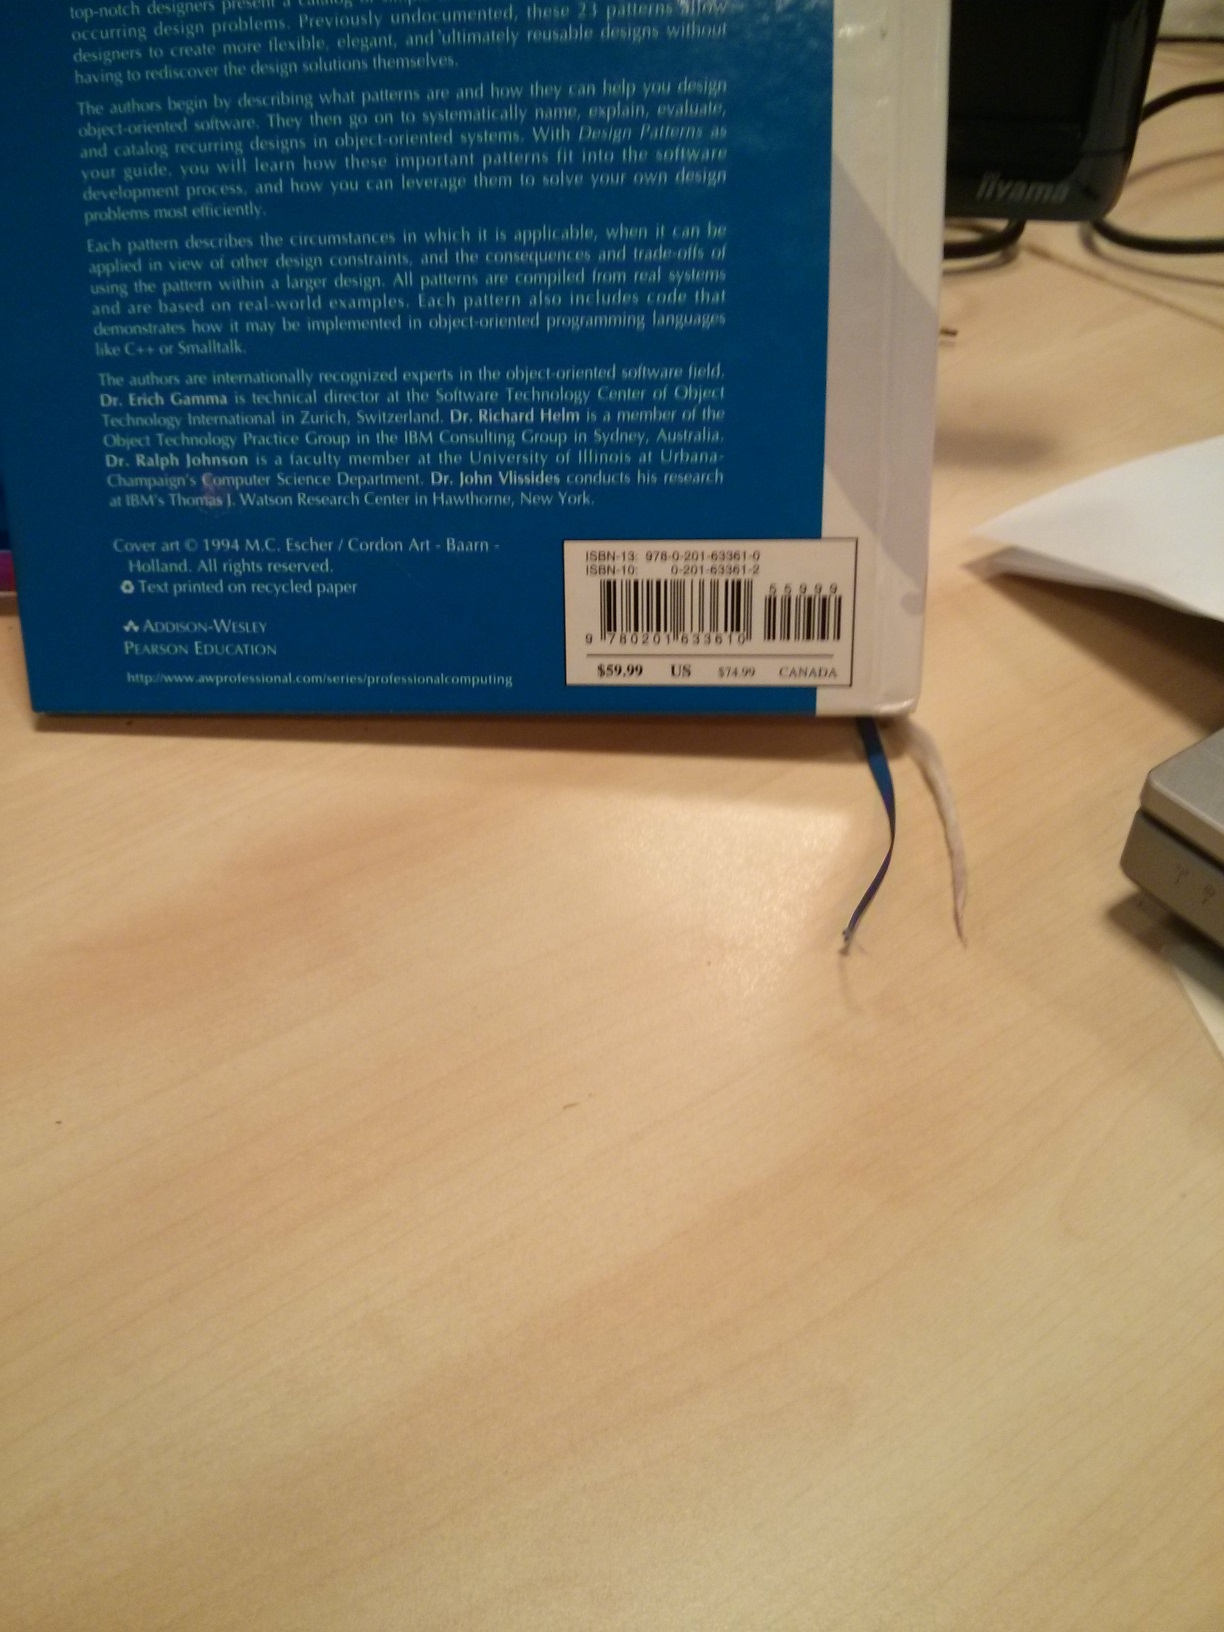 top-notch designers present a catalog of
occurring design problems. Previously undocumented, these 23 patterns allow
designers to create more flexible, elegant, and ultimately reusable designs without
having to rediscover the design solutions themselves.
The authors begin by describing what patterns are and how they can help you design
object-oriented software. They then go on to systematically name, explain, evaluate,
and catalog recurring designs in object-oriented systems. With Design Patterns as
your guide, you will learn how these important patterns fit into the software
development process, and how you can leverage them to solve your own design
problems most efficiently.
Each pattern describes the circumstances in which it is applicable, when it can be
applied in view of other design constraints, and the consequences and trade-offs of
using the pattern within a larger design. All patterns are compiled from real systems
and are based on real-world examples. Each pattern also includes code that
demonstrates how it may be implemented in object-oriented programming languages
like C++ or Smalltalk.
The authors are internationally recognized experts in the object-oriented software field.
Dr. Erich Gamma is technical director at the Software Technology Center of Object
Technology International in Zurich, Switzerland. Dr. Richard Helm is a member of the
Object Technology Practice Group in the IBM Consulting Group in Sydney, Australia.
Dr. Ralph Johnson is a faculty member at the University of Illinois at Urbana-
Champaign's Computer Science Department. Dr. John Vlissides conducts his research
at IBM's Thomas J. Watson Research Center in Hawthorne, New York.
Cover art © 1994 M.C. Escher / Cordon Art - Baarn -
Holland. All rights reserved.
Text printed on recycled paper
ADDISON-WESLEY
PEARSON EDUCATION
http://www.awprofessional.com/series/professionalcomputing
ISBN-13: 978-0-201-63361-0
ISBN-10: 0-201-63361-2
55999
9 780201 633610
$59.99 US $74.99 CANADA
iiyama